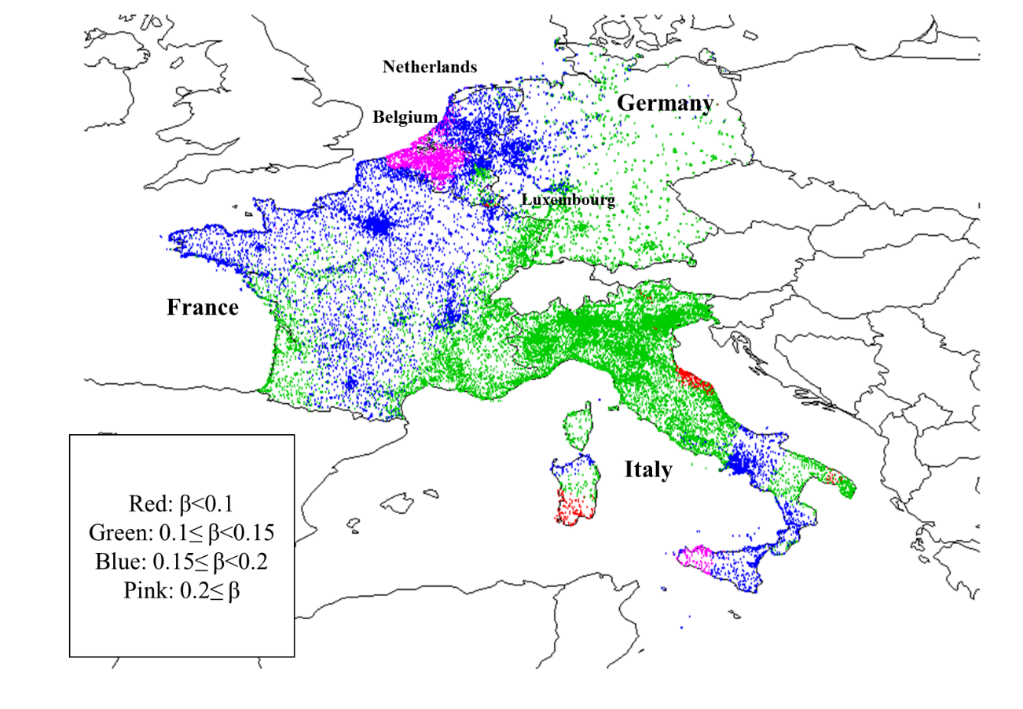 Netherlands
Germany
Belgium
Luxembourg
France
Italy
Red: β<0.1
Green: 0.1≤ β<0.15
Blue: 0.15≤ β<0.2
Pink: 0.2≤ β